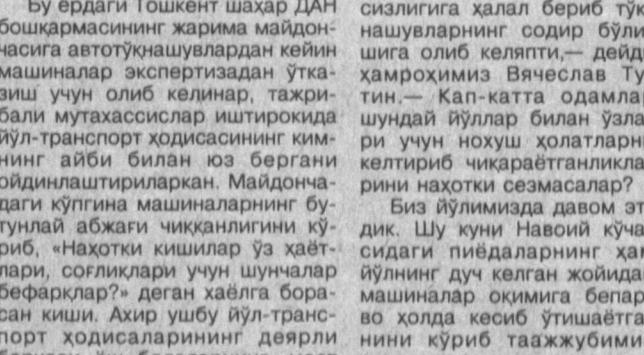 Бу ердаги Тошкент шаҳар ДАН
бошқармасининг жарима майдон-
часига автотўқнашувлардан кейин
машиналар экспертизадан ўтка-
зиш учун олиб келинар, тажри-
бали мутахассислар иштирокида
йўл-транспорт ҳодисасининг ким-
нинг айби билан юз бергани
ойдинлаштириларкан. Майдонча-
даги кўпгина машиналарнинг бу-
тунлай абжағи чиққанлигини кў-
риб, «Наҳотки кишилар ўз ҳаёт-
лари, соғлиқлари учун шунчалар
бефарқлар?» деган хаёлга бора-
сан киши. Ахир ушбу йўл-транс-
порт ҳодисаларининг деярли
сизлигига ҳалал бериб тўқ
нашувларнинг содир бўли
шига олиб келяпти,— дейд
ҳамроҳимиз Вячеслав Ту
тин.— Кап-катта одамла
шундай йўллар билан ўзла
ри учун нохуш ҳолатларн
келтириб чиқараётганликла
рини наҳотки сезмасалар?
Биз йўлимизда давом эт
дик. Шу куни Навоий кўча
сидаги пиёдаларнинг ҳа
йўлнинг дуч келган жойида
машиналар оқимига бепар
во ҳолда кесиб ўтишаётга
нини кўриб таажжубими